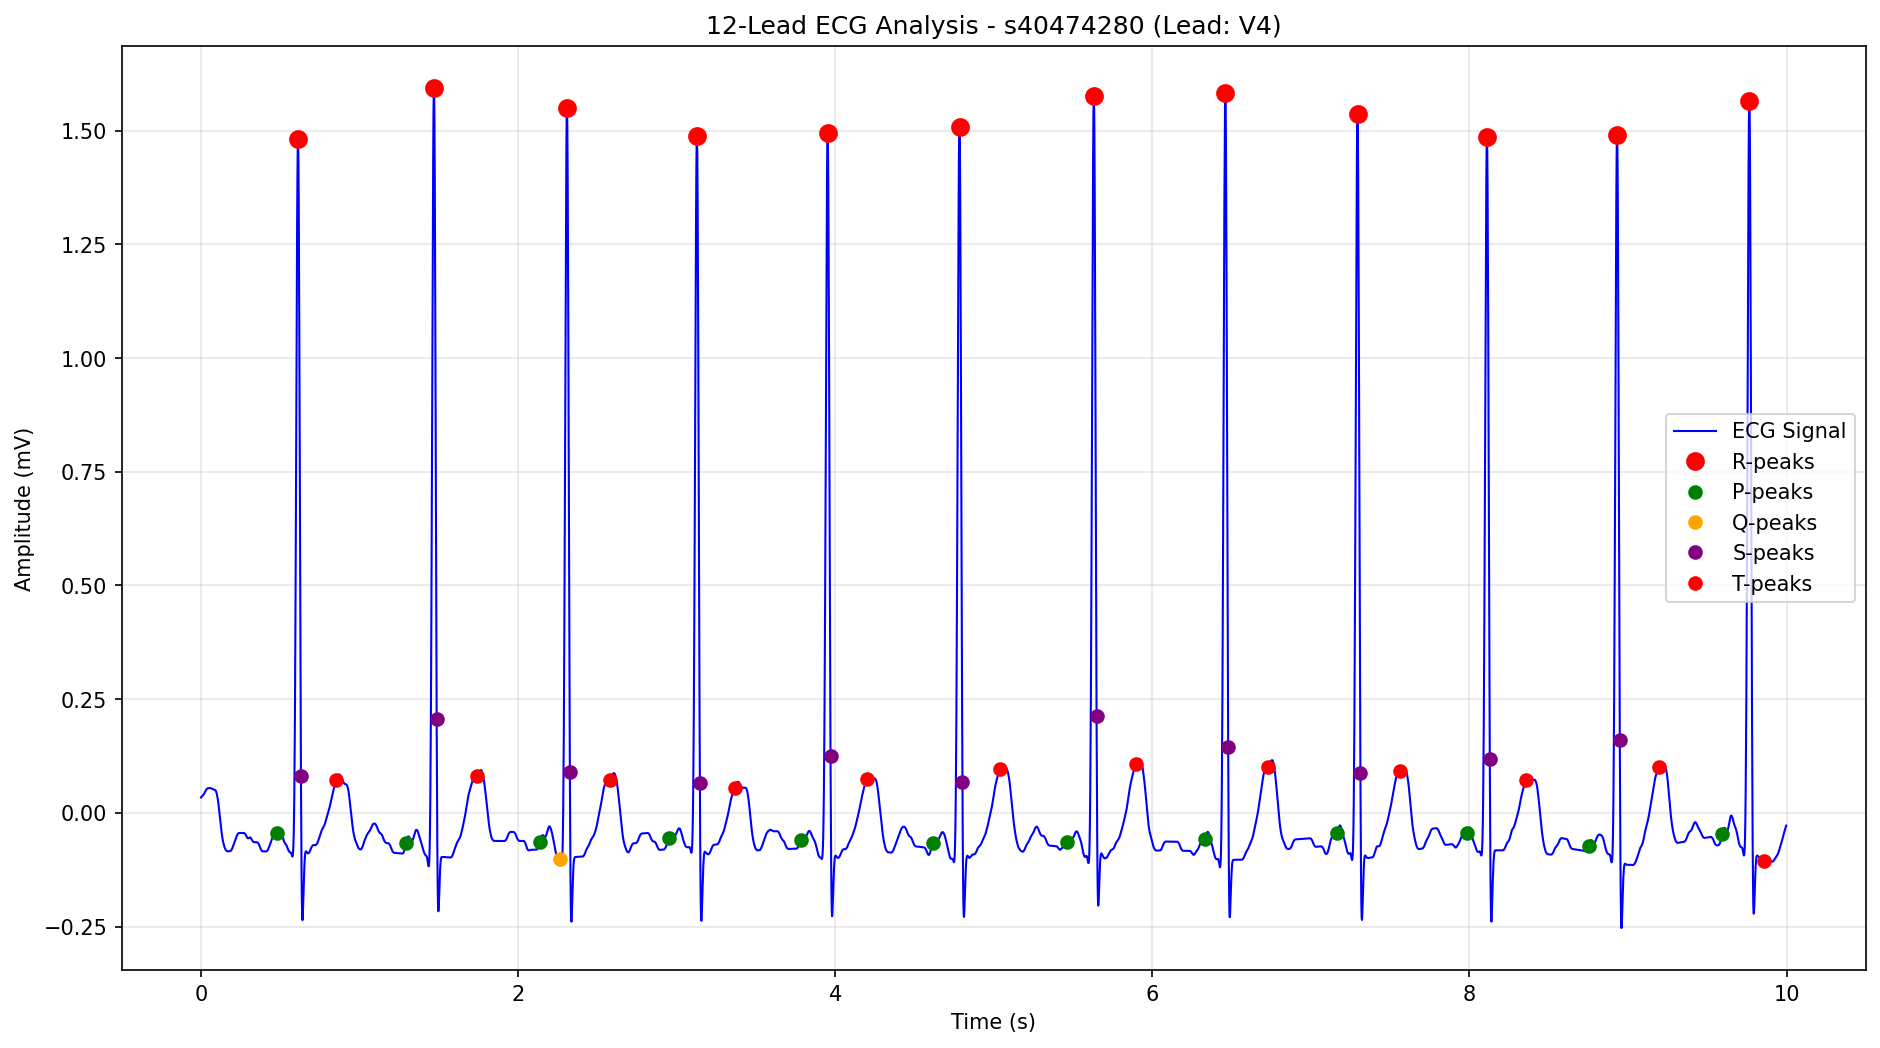 12-Lead ECG Analysis - s40474280 (Lead: V4)
Amplitude (mV)
1.50
1.25
1.00
0.75
0.50
0.25
0.00
−0.25
ECG Signal
R-peaks
P-peaks
Q-peaks
S-peaks
T-peaks
0 2 4 6 8 10
Time (s)